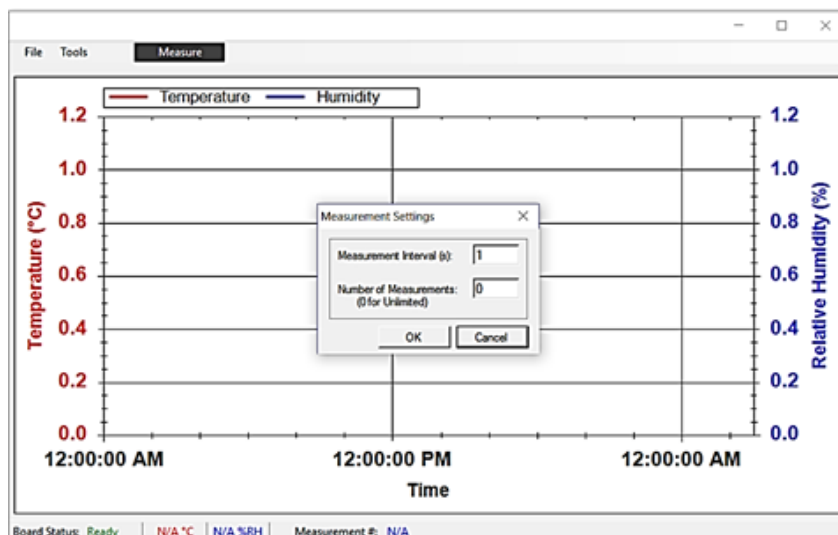 File Tools Measure
Temperature Humidity
1.2
1.0
0.8
0.6
0.4
0.2
0.0
Temperature (°C)
Measurement Settings
Measurement Interval (s): 1
Number of Measurements: 0
(0 for Unlimited)
OK Cancel
1.2
1.0
0.8
0.6
0.4
0.2
0.0
Relative Humidity (%)
12:00:00 AM 12:00:00 PM 12:00:00 AM
Time
Board Status: Ready N/A °C N/A %RH Measurement #: N/A